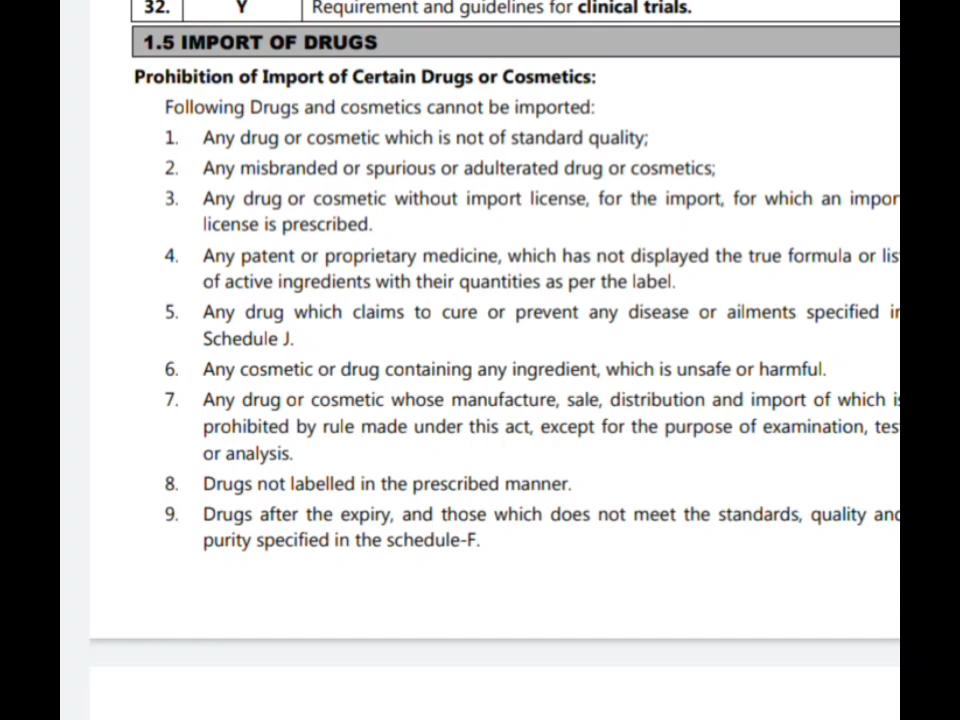 32. Y Requirement and guidelines for clinical trials.
1.5 IMPORT OF DRUGS
Prohibition of Import of Certain Drugs or Cosmetics:
Following Drugs and cosmetics cannot be imported:
1. Any drug or cosmetic which is not of standard quality;
2. Any misbranded or spurious or adulterated drug or cosmetics;
3. Any drug or cosmetic without import license, for the import, for which an impor
license is prescribed.
4. Any patent or proprietary medicine, which has not displayed the true formula or lis
of active ingredients with their quantities as per the label.
5. Any drug which claims to cure or prevent any disease or ailments specified in
Schedule J.
6. Any cosmetic or drug containing any ingredient, which is unsafe or harmful.
7. Any drug or cosmetic whose manufacture, sale, distribution and import of which is
prohibited by rule made under this act, except for the purpose of examination, tes
or analysis.
8. Drugs not labelled in the prescribed manner.
9. Drugs after the expiry, and those which does not meet the standards, quality and
purity specified in the schedule-F.